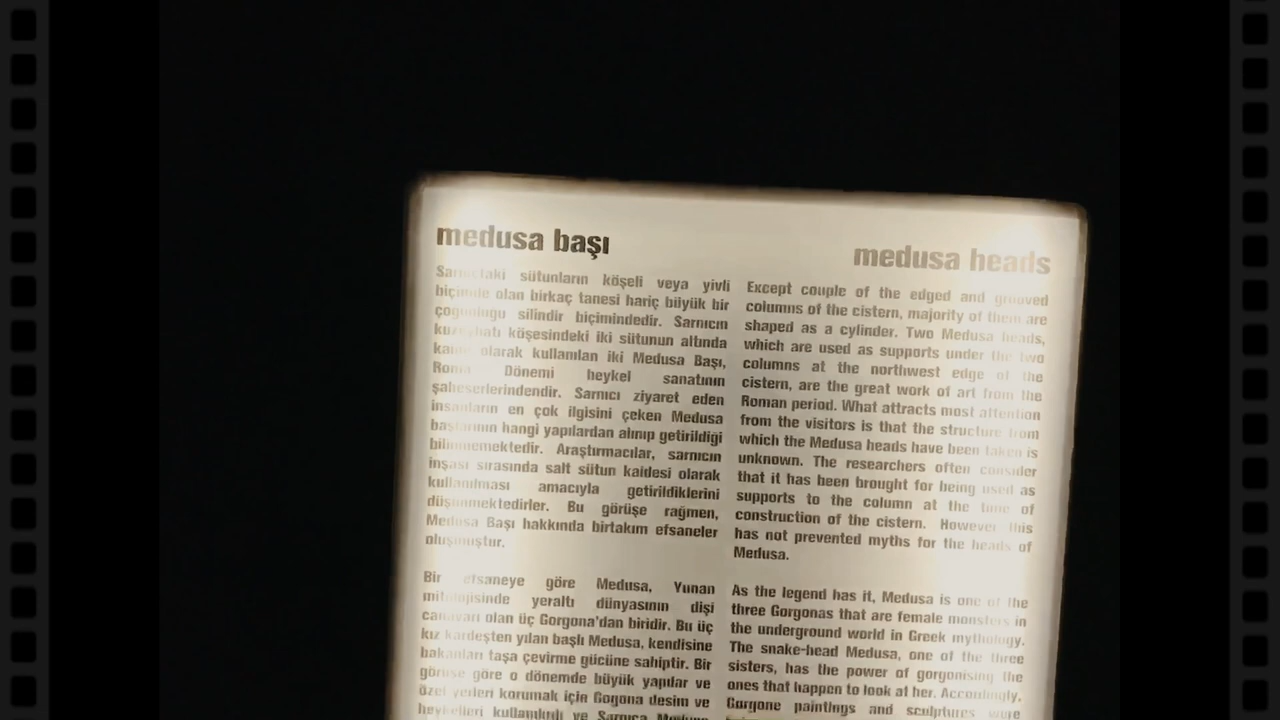 medusa başı
Sarnıçtaki sütunların köşeli veya yivli
biçimde olan birkaç tanesi hariç büyük bir
çoğunluğu silindir biçimindedir. Sarnıcın
kuzeybatı köşesindeki iki sütunun altında
kaide olarak kullanılan iki Medusa Başı,
Roma Dönemi heykel sanatının
şaheserlerindendir. Sarnıcı ziyaret eden
insanların en çok ilgisini çeken Medusa
başlarının hangi yapılardan alınıp getirildiği
bilinmemektedir. Araştırmacılar, sarnıcın
inşası sırasında salt sütun kaidesi olarak
kullanılması amacıyla getirildiklerini
düşünmektedirler. Bu görüşe rağmen,
Medusa Başı hakkında birtakım efsaneler
oluşmuştur.
Bir efsaneye göre Medusa, Yunan
mitolojisinde yeraltı dünyasının dişi
canavarı olan üç Gorgona'dan biridir. Bu üç
kız kardeşten yılan başlı Medusa, kendisine
bakanları taşa çevirme gücüne sahiptir. Bir
görüşe göre o dönemde büyük yapılar ve
özel yerleri korumak için Gogona desim ve
heykelleri kullanılırdı ve Sarnıca
medusa heads
Except couple of the edged and grooved
columns of the cistern, majority of them are
shaped as a cylinder. Two Medusa heads,
which are used as supports under the two
columns at the northwest edge of the
cistern, are the great work of art from the
Roman period. What attracts most attention
from the visitors is that the structure from
which the Medusa heads have been taken is
unknown. The researchers often consider
that it has been brought for being used as
supports to the column at the time of
construction of the cistern. However this
has not prevented myths for the heads of
Medusa.
As the legend has it, Medusa is one of the
three Gorgonas that are female monsters in
the underground world in Greek mythology.
The snake-head Medusa, one of the three
sisters, has the power of gorgonising the
ones that happen to look at her. Accordingly,
Gorgone paintings and sculptures were